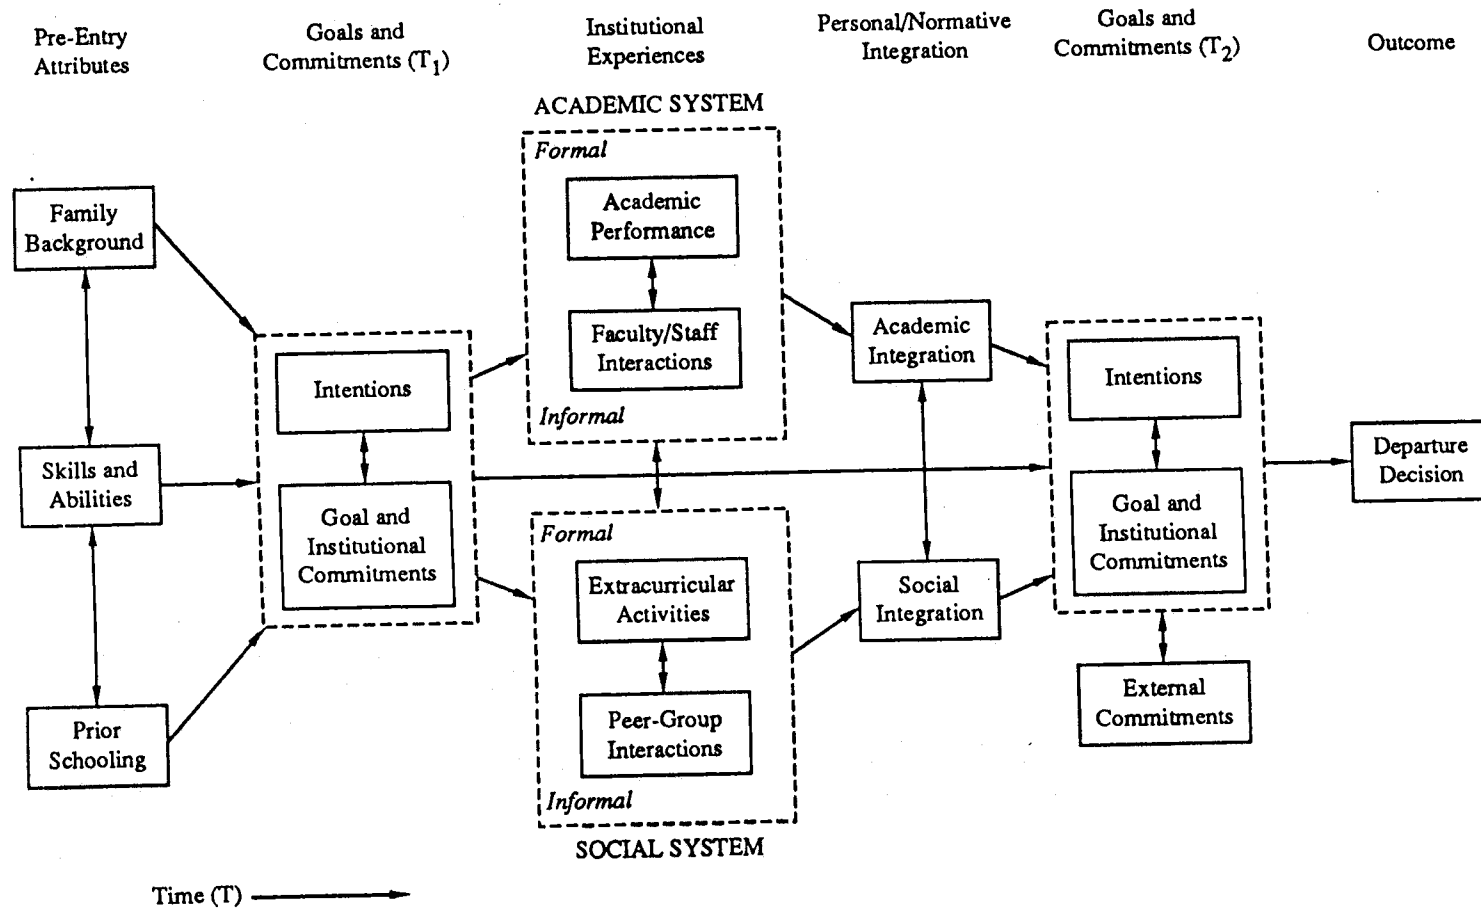 Pre-Entry
Attributes
Goals and
Commitments (T1)
Institutional
Experiences
Personal/Normative
Integration
Goals and
Commitments (T2)
Outcome
ACADEMIC SYSTEM
Formal
Academic
Performance
Faculty/Staff
Interactions
Informal
Family
Background
Skills and
Abilities
Prior
Schooling
Intentions
Goal and
Institutional
Commitments
Formal
Extracurricular
Activities
Peer-Group
Interactions
Informal
SOCIAL SYSTEM
Academic
Integration
Social
Integration
Intentions
Goal and
Institutional
Commitments
External
Commitments
Departure
Decision
Time (T)